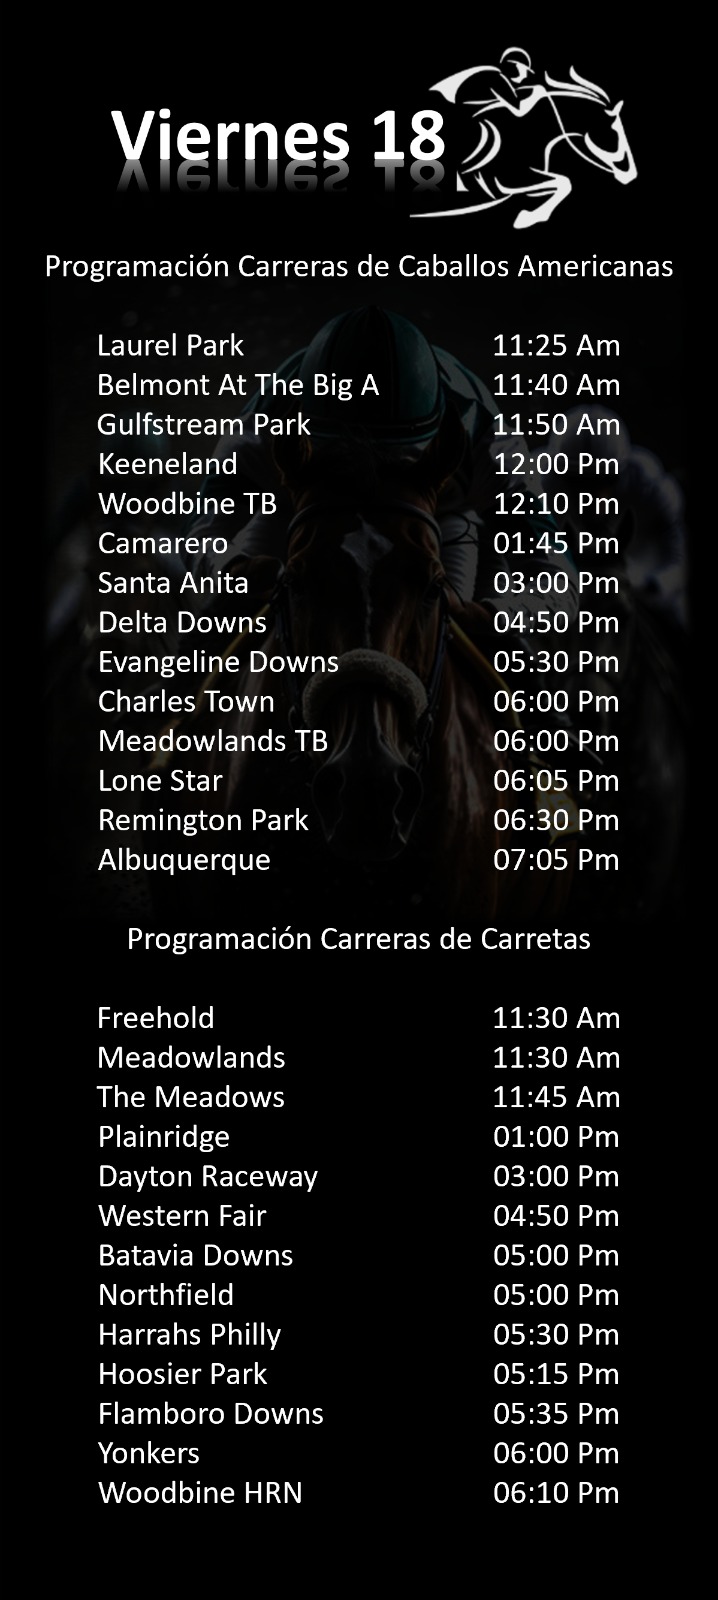 Viernes 18
Programación Carreras de Caballos Americanas
Laurel Park 11:25 Am
Belmont At The Big A 11:40 Am
Gulfstream Park 11:50 Am
Keeneland 12:00 Pm
Woodbine TB 12:10 Pm
Camarero 01:45 Pm
Santa Anita 03:00 Pm
Delta Downs 04:50 Pm
Evangeline Downs 05:30 Pm
Charles Town 06:00 Pm
Meadowlands TB 06:00 Pm
Lone Star 06:05 Pm
Remington Park 06:30 Pm
Albuquerque 07:05 Pm
Programación Carreras de Carretas
Freehold 11:30 Am
Meadowlands 11:30 Am
The Meadows 11:45 Am
Plainridge 01:00 Pm
Dayton Raceway 03:00 Pm
Western Fair 04:50 Pm
Batavia Downs 05:00 Pm
Northfield 05:00 Pm
Harrahs Philly 05:30 Pm
Hoosier Park 05:15 Pm
Flamboro Downs 05:35 Pm
Yonkers 06:00 Pm
Woodbine HRN 06:10 Pm